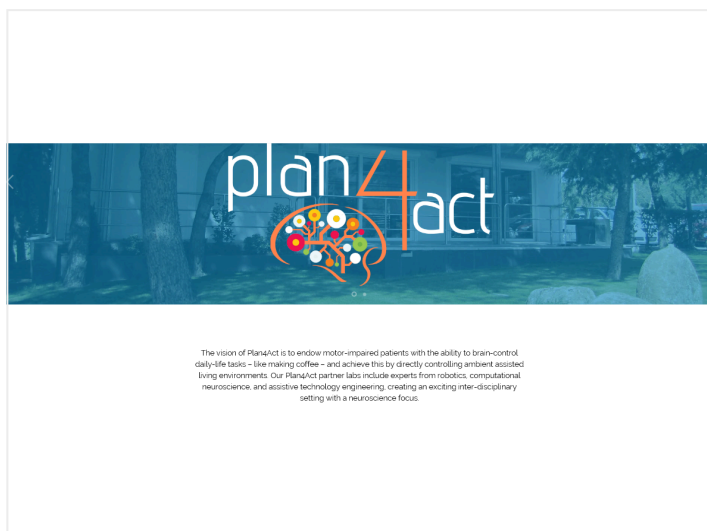 plan4act
The vision of Plan4Act is to endow motor-impaired patients with the ability to brain-control
daily-life tasks – like making coffee – and achieve this by directly controlling ambient assisted
living environments. Our Plan4Act partner labs include experts from robotics, computational
neuroscience, and assistive technology engineering, creating an exciting inter-disciplinary
setting with a neuroscience focus.